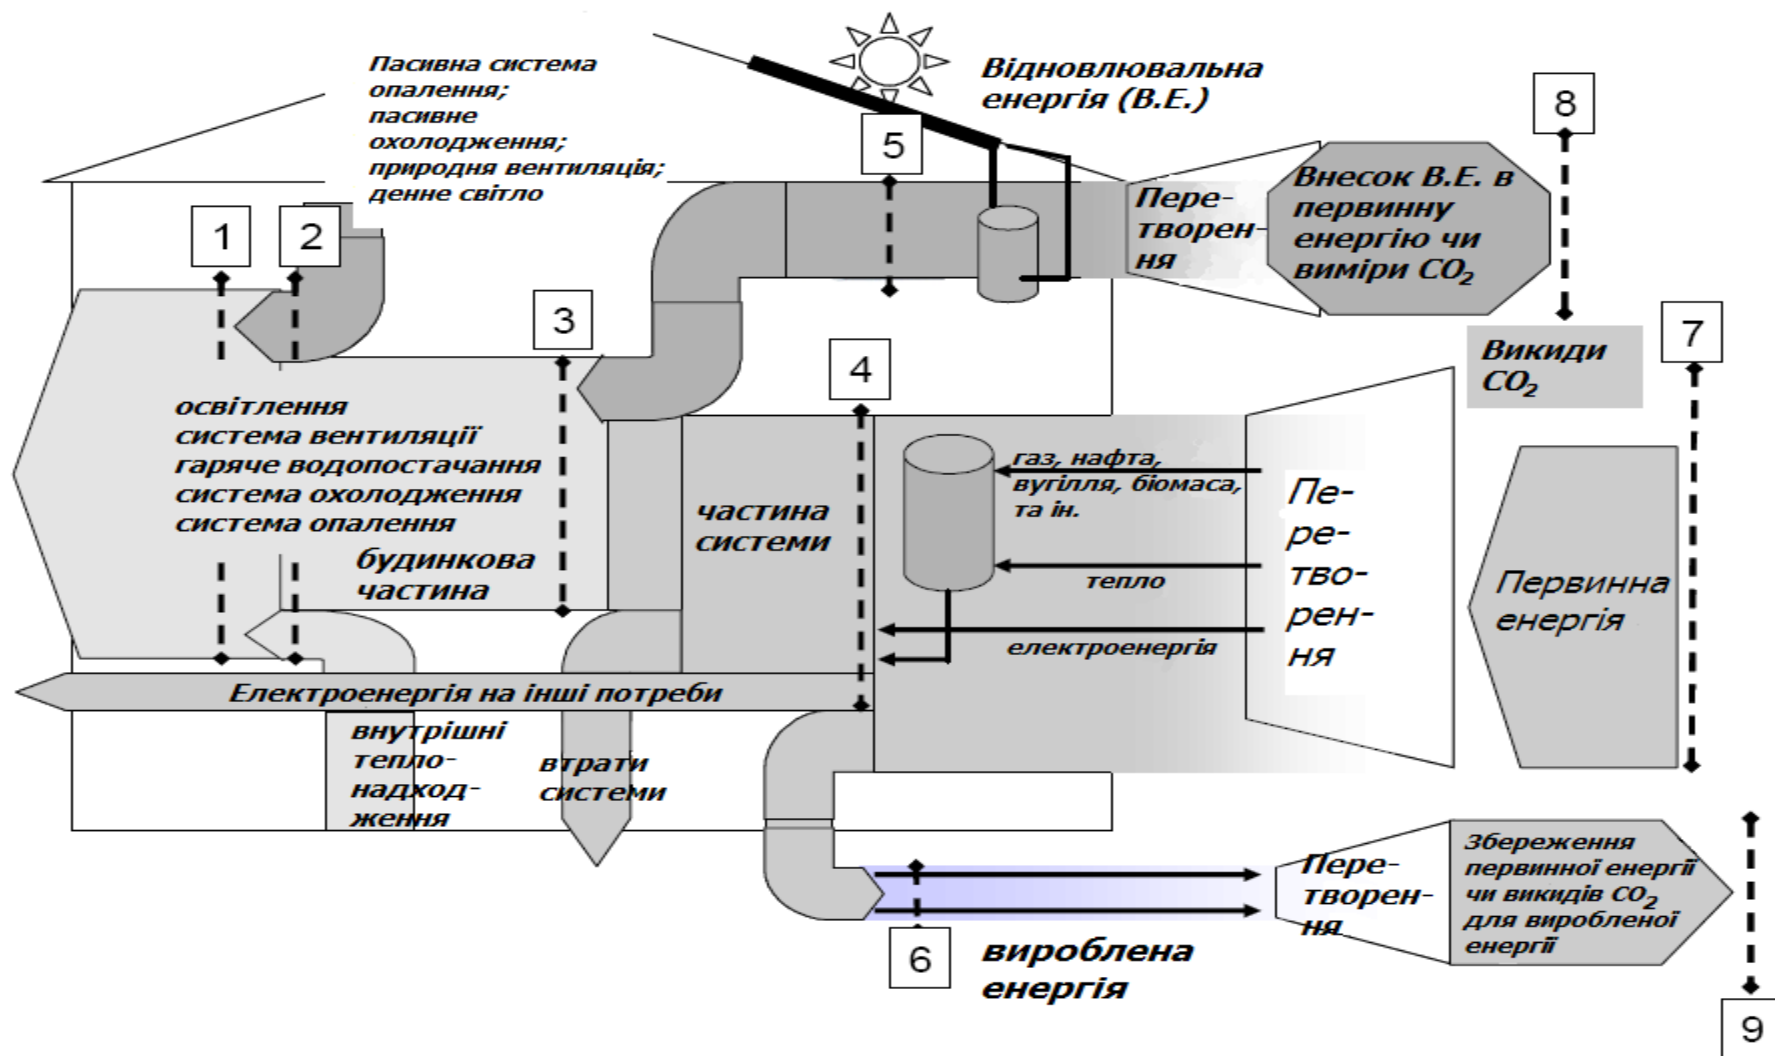 Пасивна система
опалення;
пасивне
охолодження;
природня вентиляція;
денне світло
Відновлювальна
енергія (В.Е.)
1
2
3
4
5
8
7
Пере-
творен-
ня
Внесок В.Е. в
первинну
енергію чи
виміри CO2
Викиди
CO2
освітлення
система вентиляції
гаряче водопостачання
система охолодження
система опалення
будинкова
частина
частина
системи
газ, нафта,
вугілля, біомаса,
та ін.
тепло
електроенергія
Пе-
ре-
тво-
рен-
ня
Первинна
енергія
Електроенергія на інші потреби
внутрішні
тепло-
надход-
ження
втрати
системи
6
вироблена
енергія
Пере-
творен-
ня
Збереження
первинної енергії
чи викидів CO2
для виробленої
енергії
9